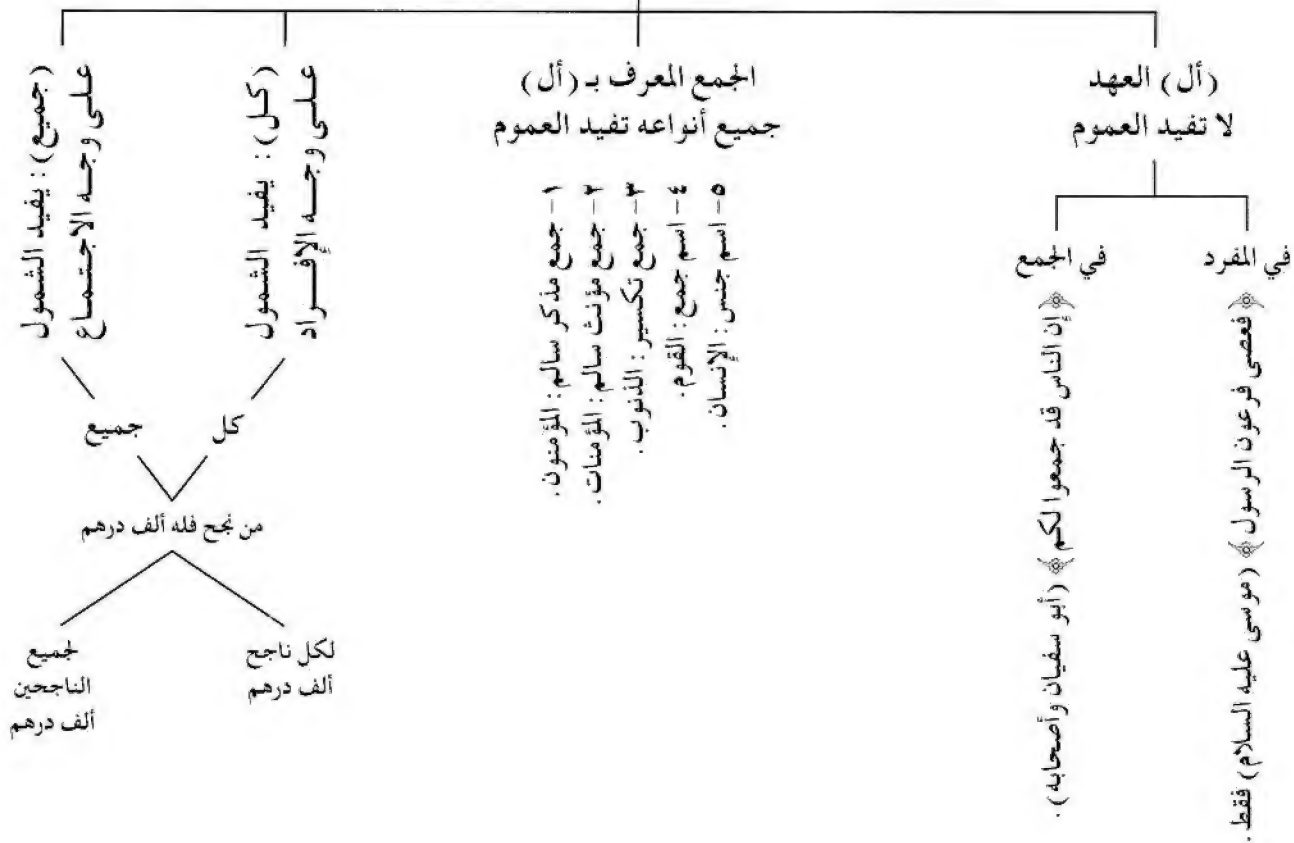 (أل) العهد
لا تفيد العموم
في المفرد
﴿فعصى فرعون الرسول﴾ (موسى عليه السلام) فقط.
في الجمع
﴿إن الناس قد جمعوا لكم﴾ (أبو سفيان وأصحابه).
الجمع المعرف بـ (أل)
جميع أنواعه تفيد العموم
١- جمع مذكر سالم: المؤمنون.
٢- جمع مؤنث سالم: المؤمنات.
٣- جمع تكسير: الذنوب.
٤- اسم جمع: القوم.
٥- اسم جنس: الإنسان.
(كل): يفيد الشمول
على وجه الإفراد
(جميع): يفيد الشمول
على وجه الاجتماع
كل
جميع
من نجح فله ألف درهم
لكل ناجح
ألف درهم
لجميع
الناجحين
ألف درهم